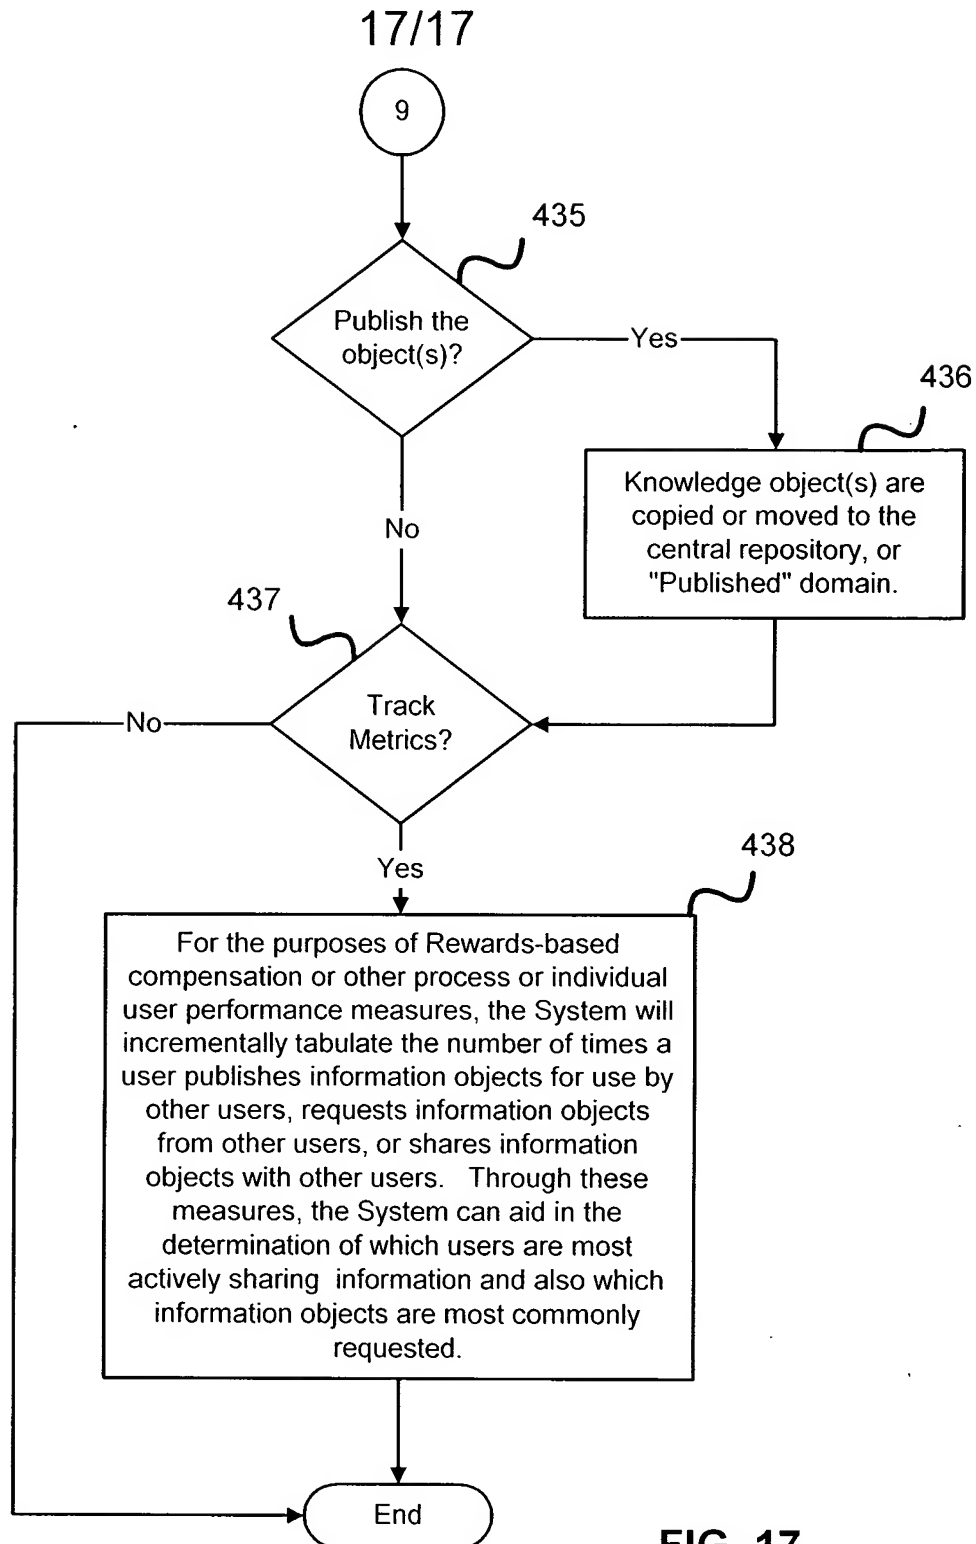 17/17
9
435
Publish the
object(s)?
Yes
436
Knowledge object(s) are
copied or moved to the
central repository, or
"Published" domain.
No
437
Track
Metrics?
No
Yes
438
For the purposes of Rewards-based
compensation or other process or individual
user performance measures, the System will
incrementally tabulate the number of times a
user publishes information objects for use by
other users, requests information objects
from other users, or shares information
objects with other users. Through these
measures, the System can aid in the
determination of which users are most
actively sharing information and also which
information objects are most commonly
requested.
End
FIG. 17